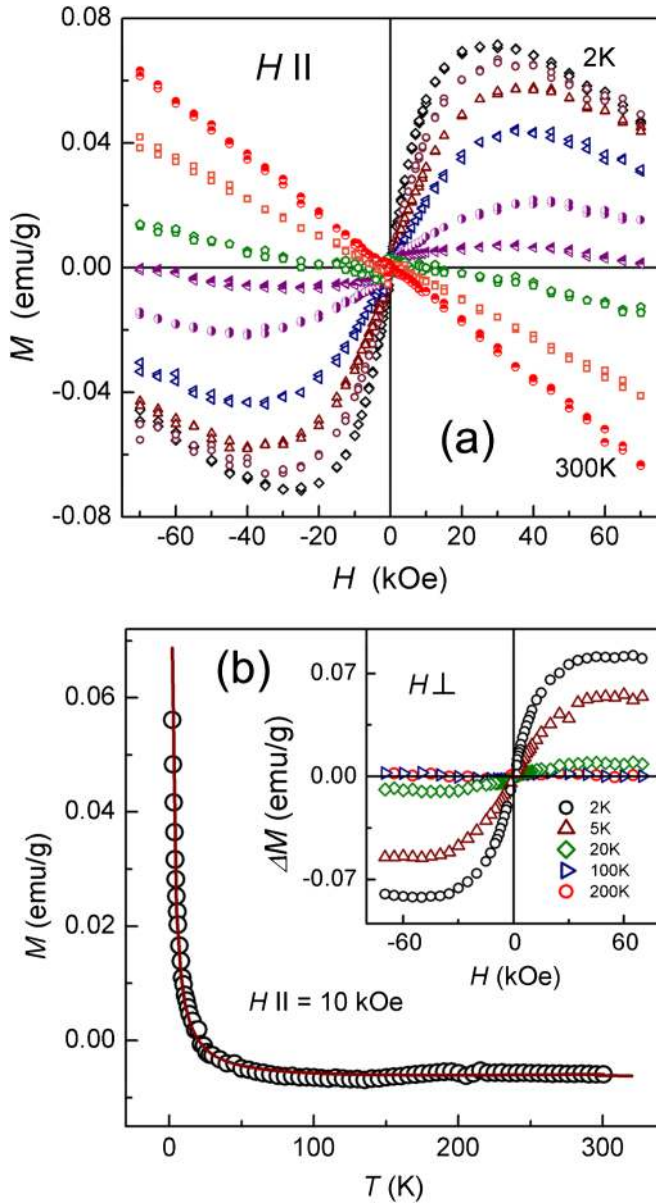 0.08
0.04
0.00
-0.04
-0.08
M (emu/g)
H II
2K
(a)
300K
-60 -40 -20 0 20 40 60
H (kOe)
(b)
0.06
0.04
0.02
0.00
M (emu/g)
H II = 10 kOe
0 100 200 300
T (K)
H⊥
0.07
0.00
-0.07
ΔM (emu/g)
2K
5K
20K
100K
200K
-60 0 60
H (kOe)